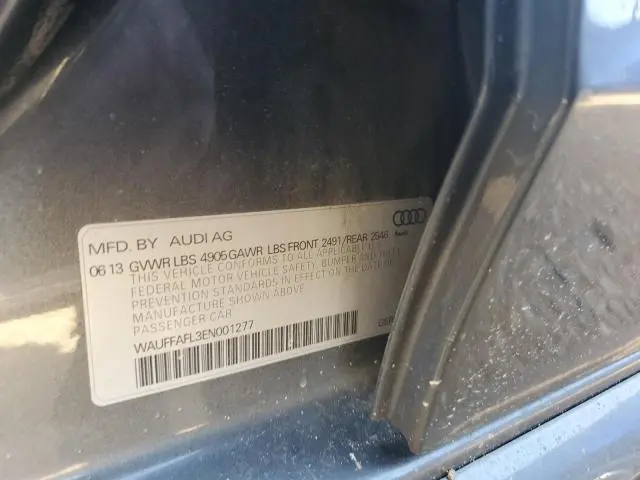 MFD. BY AUDI AG
Audi
06 13 GVWR LBS 4905 GAWR LBS FRONT 2491/REAR 2546
THIS VEHICLE CONFORMS TO ALL APPLICABLE
FEDERAL MOTOR VEHICLE SAFETY, BUMPER AND THEFT
PREVENTION STANDARDS IN EFFECT ON THE DATE OF
MANUFACTURE SHOWN ABOVE
PASSENGER CAR
WAUFFAFL3EN001277